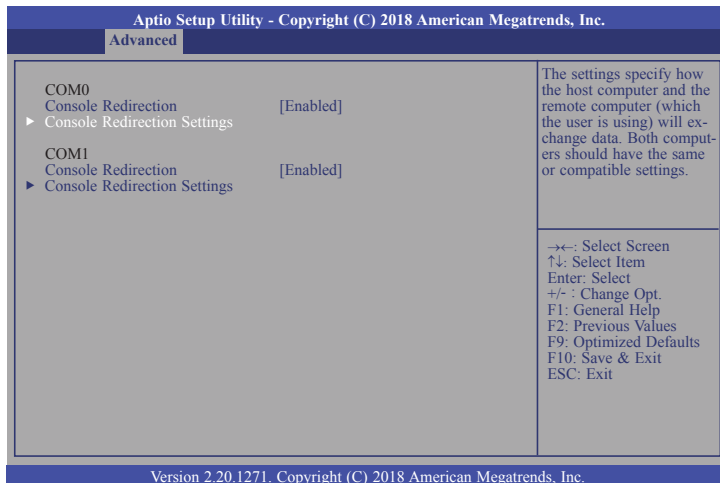 Aptio Setup Utility - Copyright (C) 2018 American Megatrends, Inc.
Advanced
COM0
Console Redirection [Enabled]
▶ Console Redirection Settings
COM1
Console Redirection [Enabled]
▶ Console Redirection Settings
The settings specify how
the host computer and the
remote computer (which
the user is using) will ex-
change data. Both comput-
ers should have the same
or compatible settings.
→←: Select Screen
↑↓: Select Item
Enter: Select
+/- : Change Opt.
F1: General Help
F2: Previous Values
F9: Optimized Defaults
F10: Save & Exit
ESC: Exit
Version 2.20.1271. Copyright (C) 2018 American Megatrends, Inc.